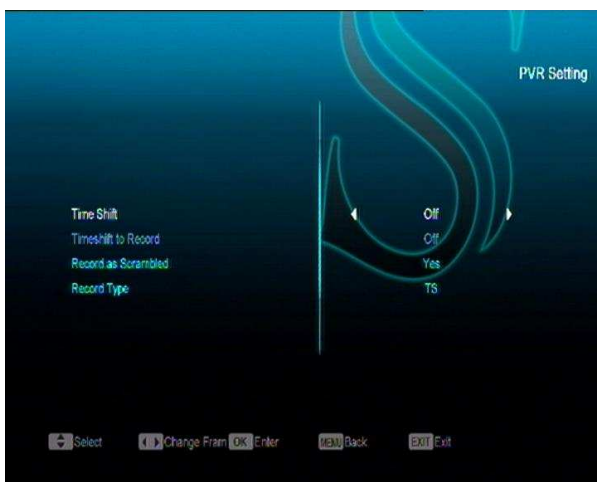 PVR Setting
Time Shift Off
Timeshift to Record Off
Record as Scrambled Yes
Record Type TS
Select Change Fram OK Enter MENU Back EXIT Exit